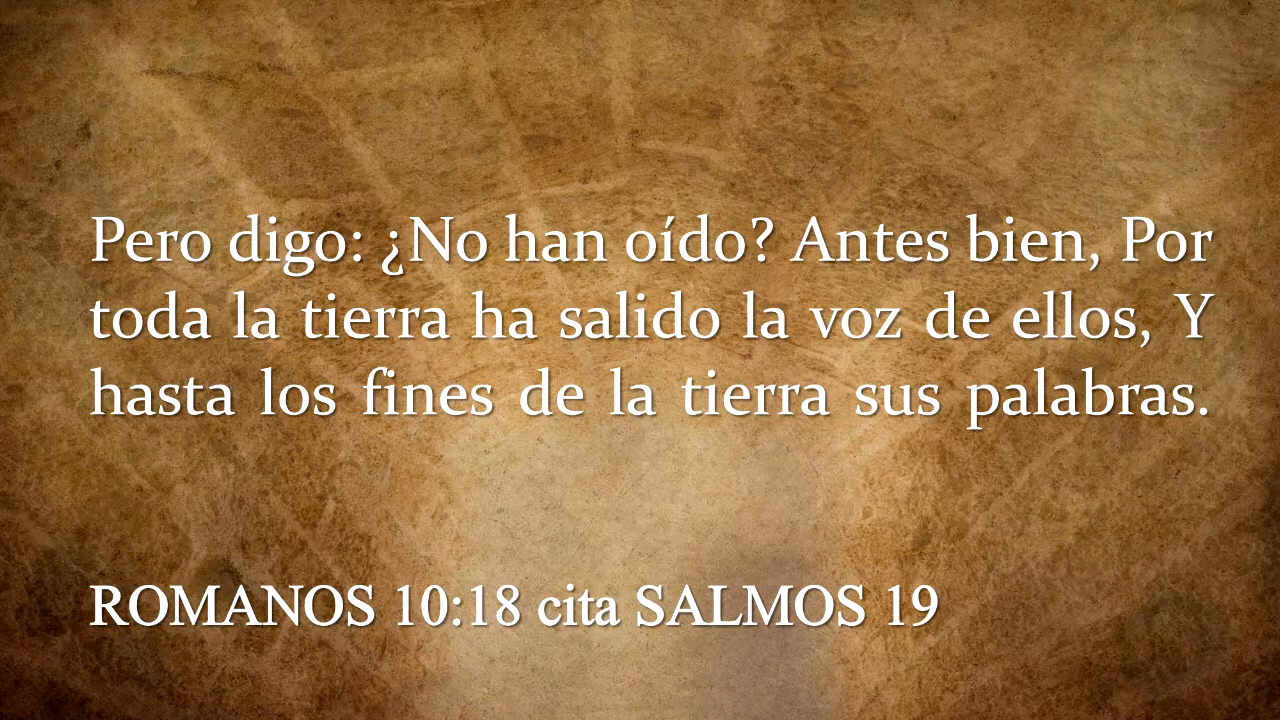 Pero digo: ¿No han oído? Antes bien, Por
toda la tierra ha salido la voz de ellos, Y
hasta los fines de la tierra sus palabras.
ROMANOS 10:18 cita SALMOS 19